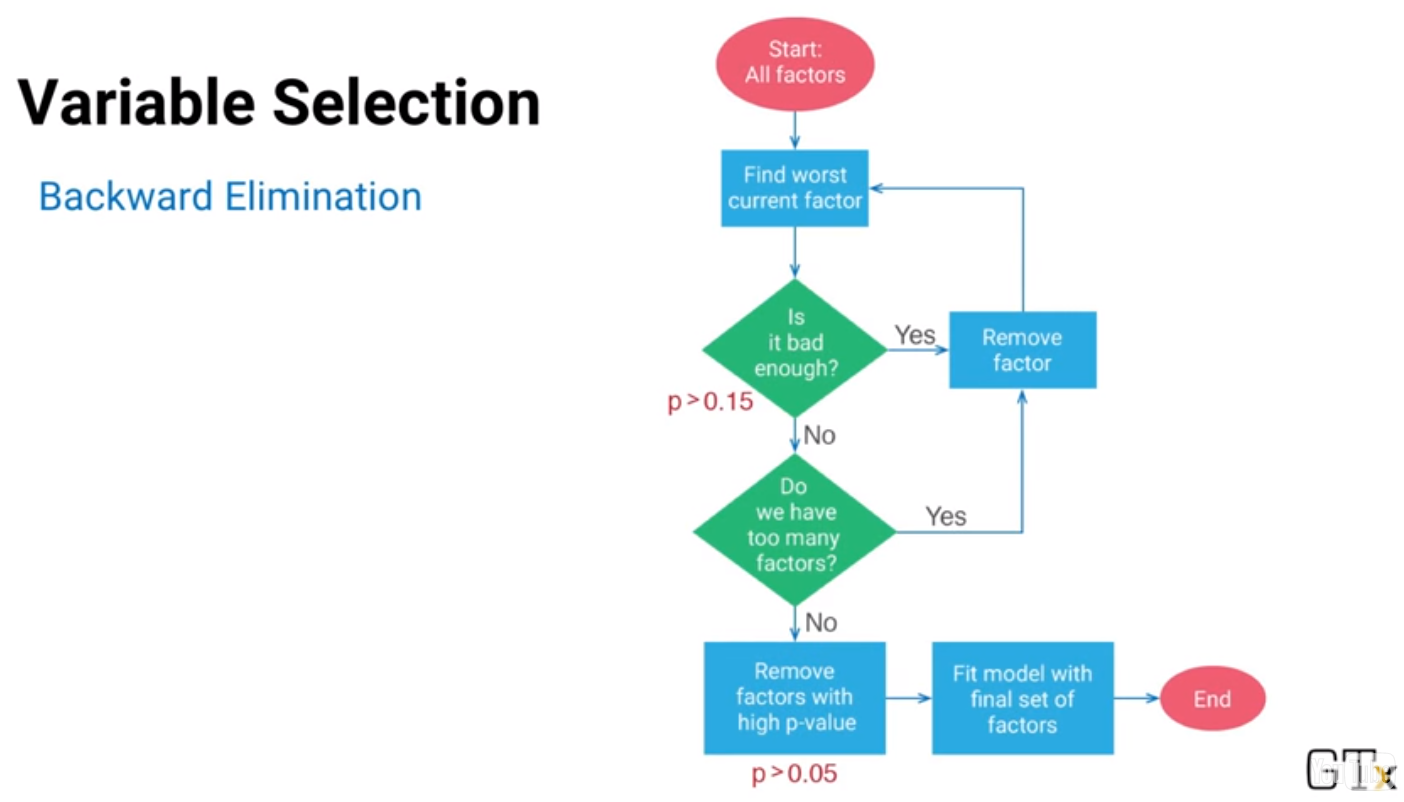 Variable Selection
Backward Elimination
Start:
All factors
Find worst
current factor
Is
it bad
enough?
p>0.15
Yes
Remove
factor
No
Do
we have
too many
factors?
Yes
No
Remove
factors with
high p-value
p>0.05
Fit model with
final set of
factors
End
GTx